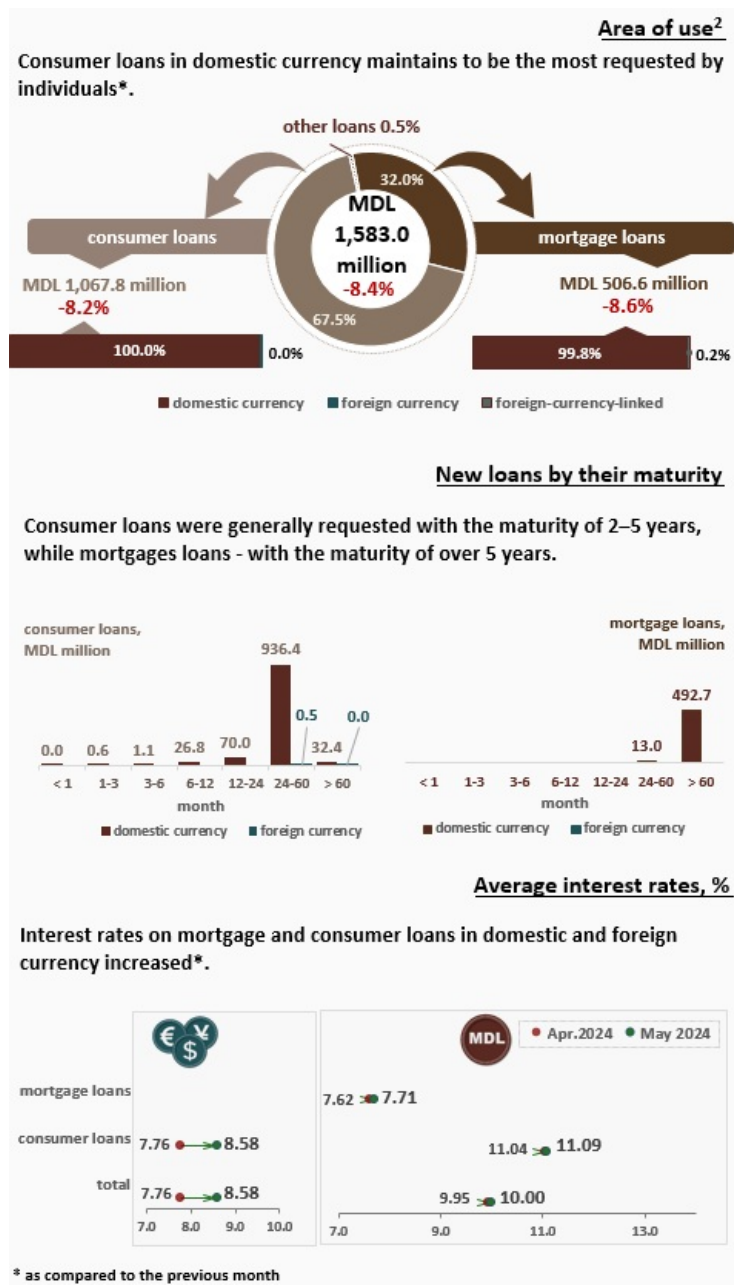 Area of use2
Consumer loans in domestic currency maintains to be the most requested by
individuals*.
other loans 0.5%
32.0%
MDL
1,583.0
million
-8.4%
67.5%
consumer loans
MDL 1,067.8 million
-8.2%
100.0%
0.0%
mortgage loans
MDL 506.6 million
-8.6%
99.8%
0.2%
domestic currency
foreign currency
foreign-currency-linked
New loans by their maturity
Consumer loans were generally requested with the maturity of 2–5 years,
while mortgages loans - with the maturity of over 5 years.
consumer loans,
MDL million
0.0
0.6
1.1
26.8
70.0
936.4
0.5
32.4
0.0
< 1
1-3
3-6
6-12
12-24
24-60
> 60
month
domestic currency
foreign currency
mortgage loans,
MDL million
13.0
492.7
< 1
1-3
3-6
6-12
12-24
24-60
> 60
month
domestic currency
foreign currency
Average interest rates, %
Interest rates on mortgage and consumer loans in domestic and foreign
currency increased*.
€ ¥
$
MDL
Apr.2024
May 2024
mortgage loans
7.62
7.71
consumer loans
7.76
8.58
11.04
11.09
total
7.76
8.58
9.95
10.00
7.0
8.0
9.0
10.0
7.0
9.0
11.0
13.0
* as compared to the previous month